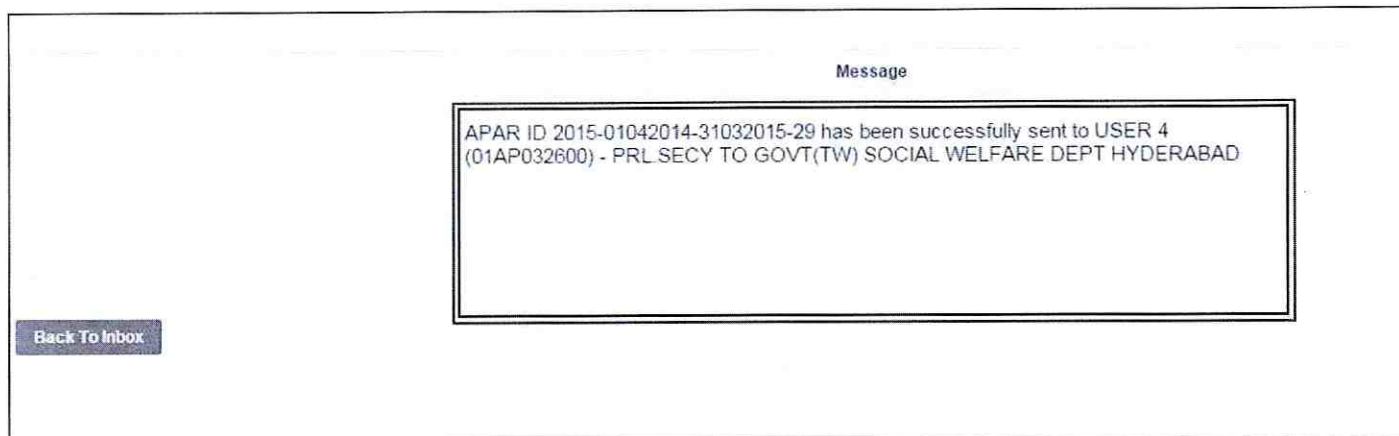 Message
APAR ID 2015-01042014-31032015-29 has been successfully sent to USER 4
(01AP032600) - PRL.SECY TO GOVT(TW) SOCIAL WELFARE DEPT HYDERABAD
Back To Inbox